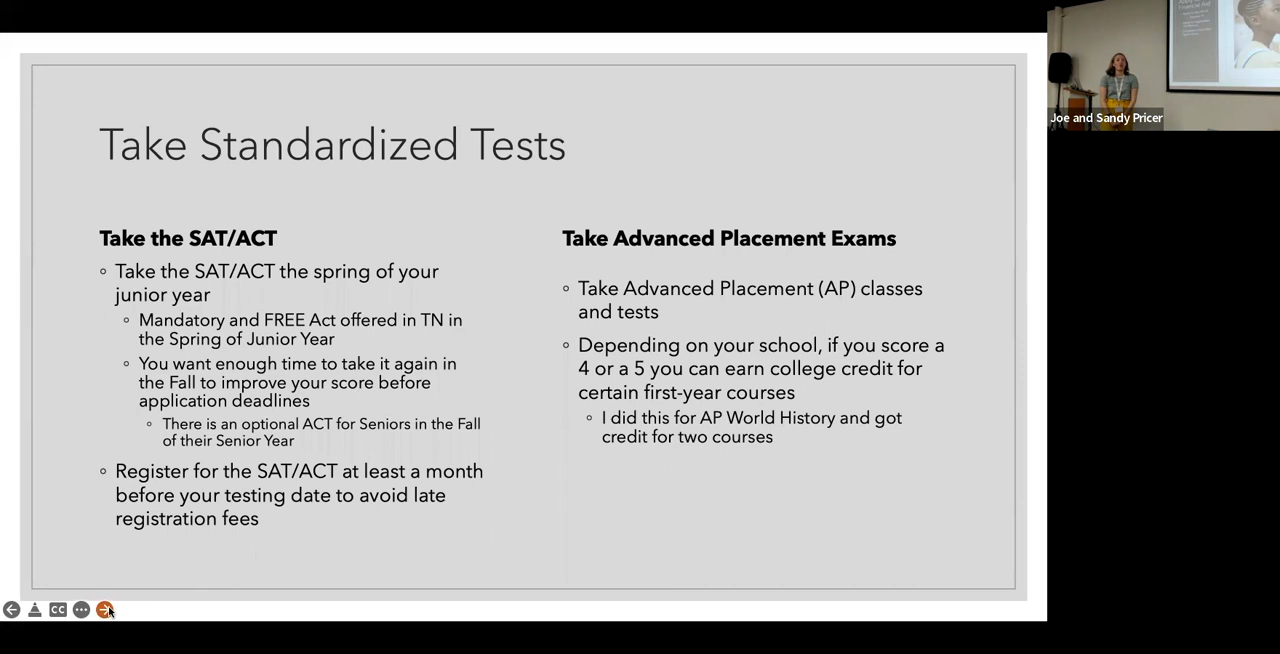 Take Standardized Tests
Take the SAT/ACT
Take the SAT/ACT the spring of your
junior year
Mandatory and FREE Act offered in TN in
the Spring of Junior Year
You want enough time to take it again in
the Fall to improve your score before
application deadlines
There is an optional ACT for Seniors in the Fall
of their Senior Year
Register for the SAT/ACT at least a month
before your testing date to avoid late
registration fees
Take Advanced Placement Exams
Take Advanced Placement (AP) classes
and tests
Depending on your school, if you score a
4 or a 5 you can earn college credit for
certain first-year courses
I did this for AP World History and got
credit for two courses
Joe and Sandy Pricer
CC